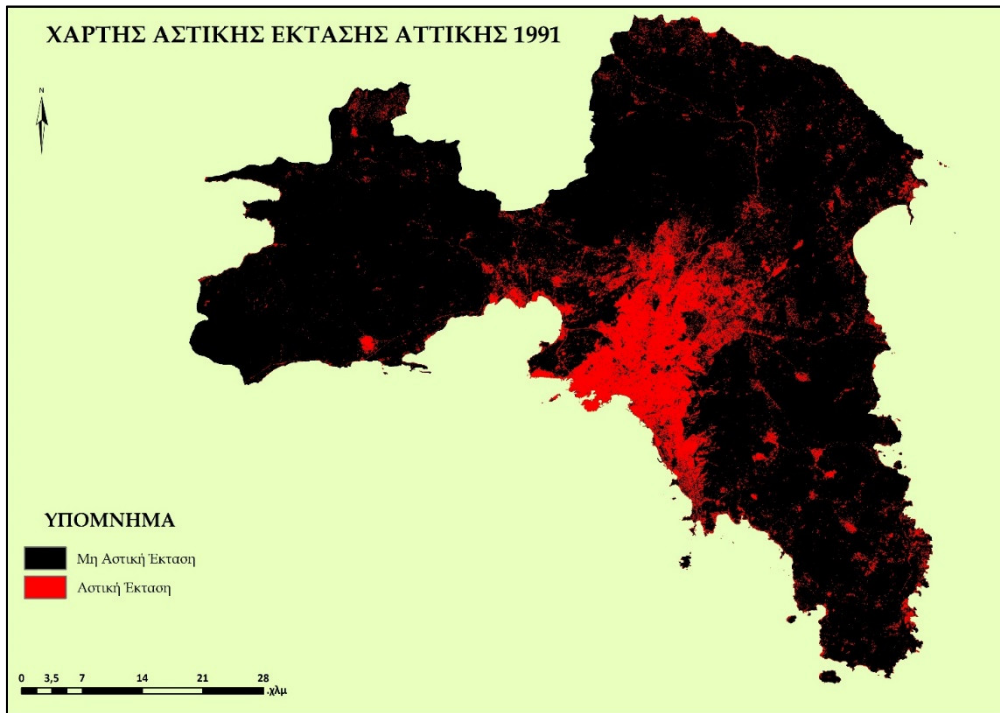 ΧΑΡΤΗΣ ΑΣΤΙΚΗΣ ΕΚΤΑΣΗΣ ΑΤΤΙΚΗΣ 1991
N
ΥΠΟΜΝΗΜΑ
Μη Αστική Έκταση
Αστική Έκταση
0 3,5 7 14 21 28
.χλμ